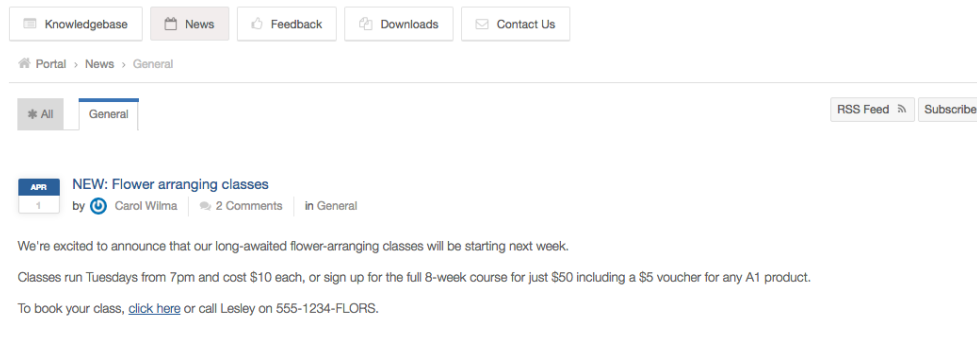 Knowledgebase News Feedback Downloads Contact Us
Portal › News › General
✱ All General RSS Feed Subscribe
APR
1
NEW: Flower arranging classes
by Carol Wilma 2 Comments in General
We're excited to announce that our long-awaited flower-arranging classes will be starting next week.
Classes run Tuesdays from 7pm and cost $10 each, or sign up for the full 8-week course for just $50 including a $5 voucher for any A1 product.
To book your class, click here or call Lesley on 555-1234-FLORS.